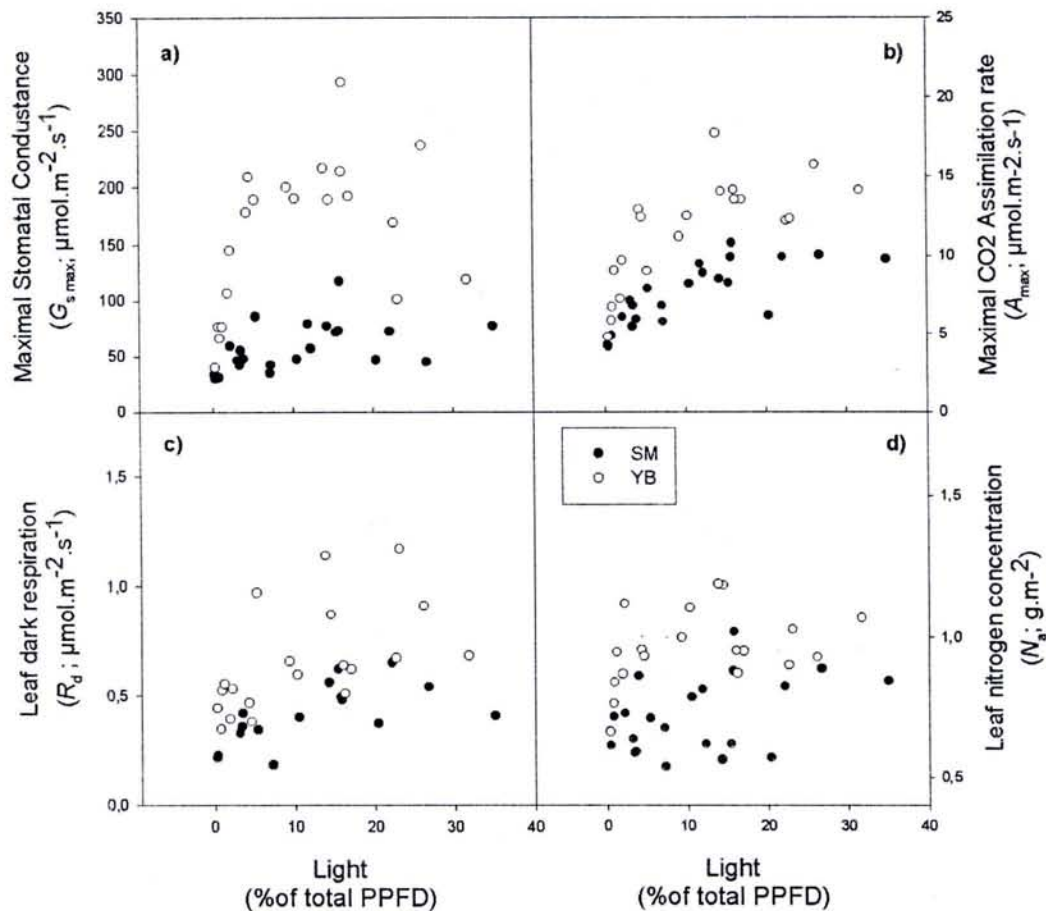 350
300
250
200
150
100
50
0
Maximal Stomatal Condustance
(Gs max; µmol.m-2.s-1)
a)
b)
25
20
15
10
5
0
Maximal CO2 Assimilation rate
(Amax; µmol.m-2.s-1)
c)
1,5
1,0
0,5
0,0
Leaf dark respiration
(Rd ; µmol.m-2.s-1)
SM
YB
d)
1,5
1,0
0,5
Leaf nitrogen concentration
(Na; g.m-2)
0 10 20 30
0 10 20 30 40
Light
(%of total PPFD)
Light
(%of total PPFD)